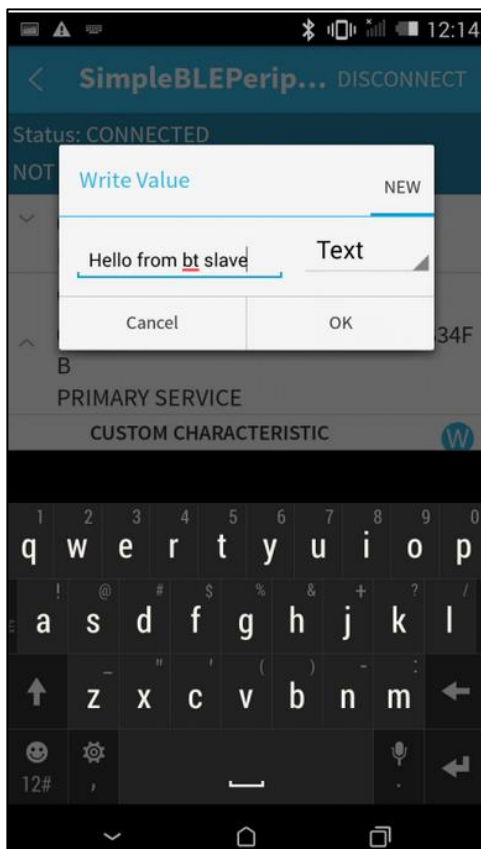 12:14
SimpleBLEPerip... DISCONNECT
Status: CONNECTED
NOT
Write Value NEW
Hello from bt slave Text
Cancel OK
34F
B
PRIMARY SERVICE
CUSTOM CHARACTERISTIC W
1 2 3 4 5 6 7 8 9 0
q w e r t y u i o p
! @ # $ % & + ? /
a s d f g h j k l
_ " ' ( ) - :
z x c v b n m
12# , .